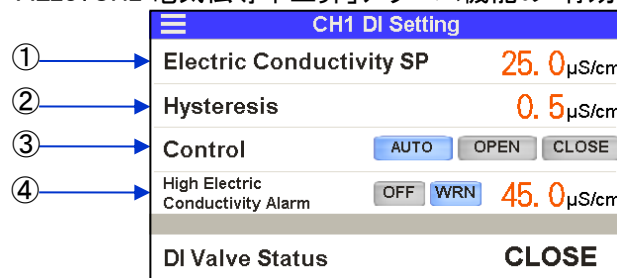 CH1 DI Setting
① Electric Conductivity SP 25.0µS/cm
② Hysteresis 0.5µS/cm
③ Control AUTO OPEN CLOSE
④ High Electric
Conductivity Alarm OFF WRN 45.0µS/cm
DI Valve Status CLOSE